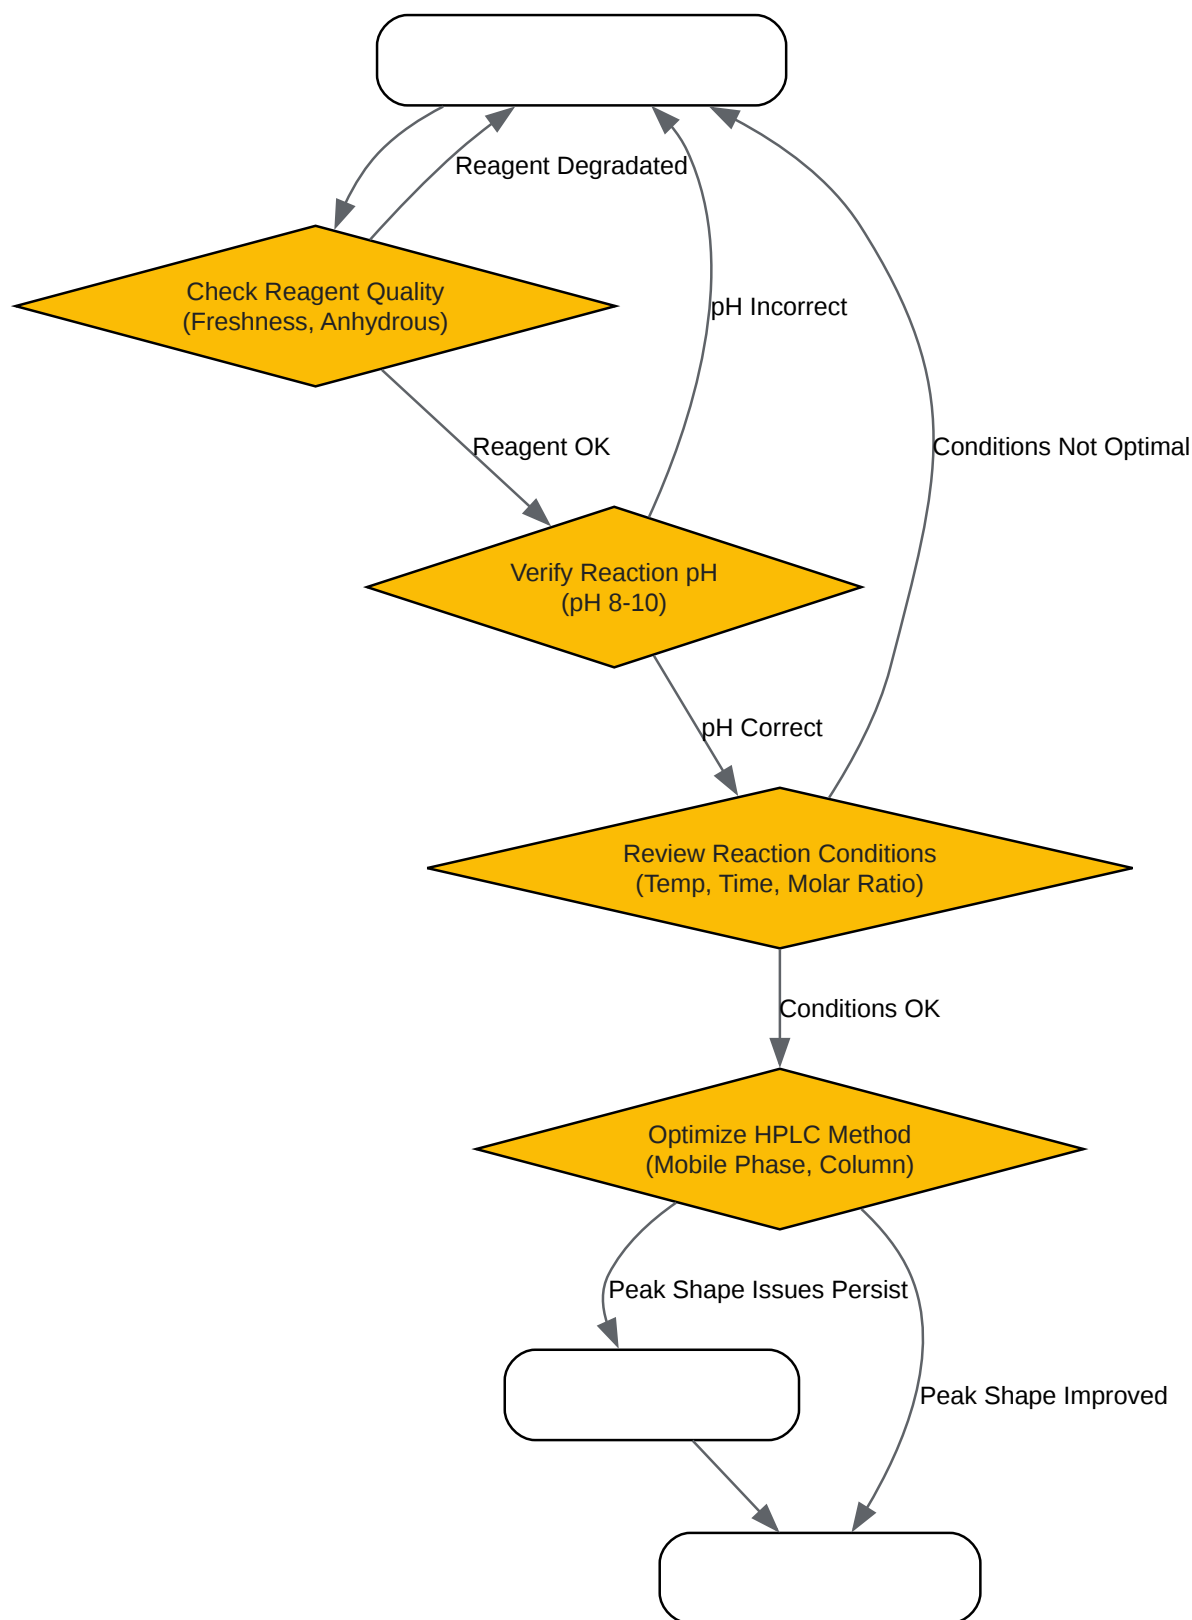 Reagent Degradated
Check Reagent Quality
(Freshness, Anhydrous)
pH Incorrect
Reagent OK
Conditions Not Optimal
Verify Reaction pH
(pH 8-10)
pH Correct
Review Reaction Conditions
(Temp, Time, Molar Ratio)
Conditions OK
Optimize HPLC Method
(Mobile Phase, Column)
Peak Shape Issues Persist
Peak Shape Improved